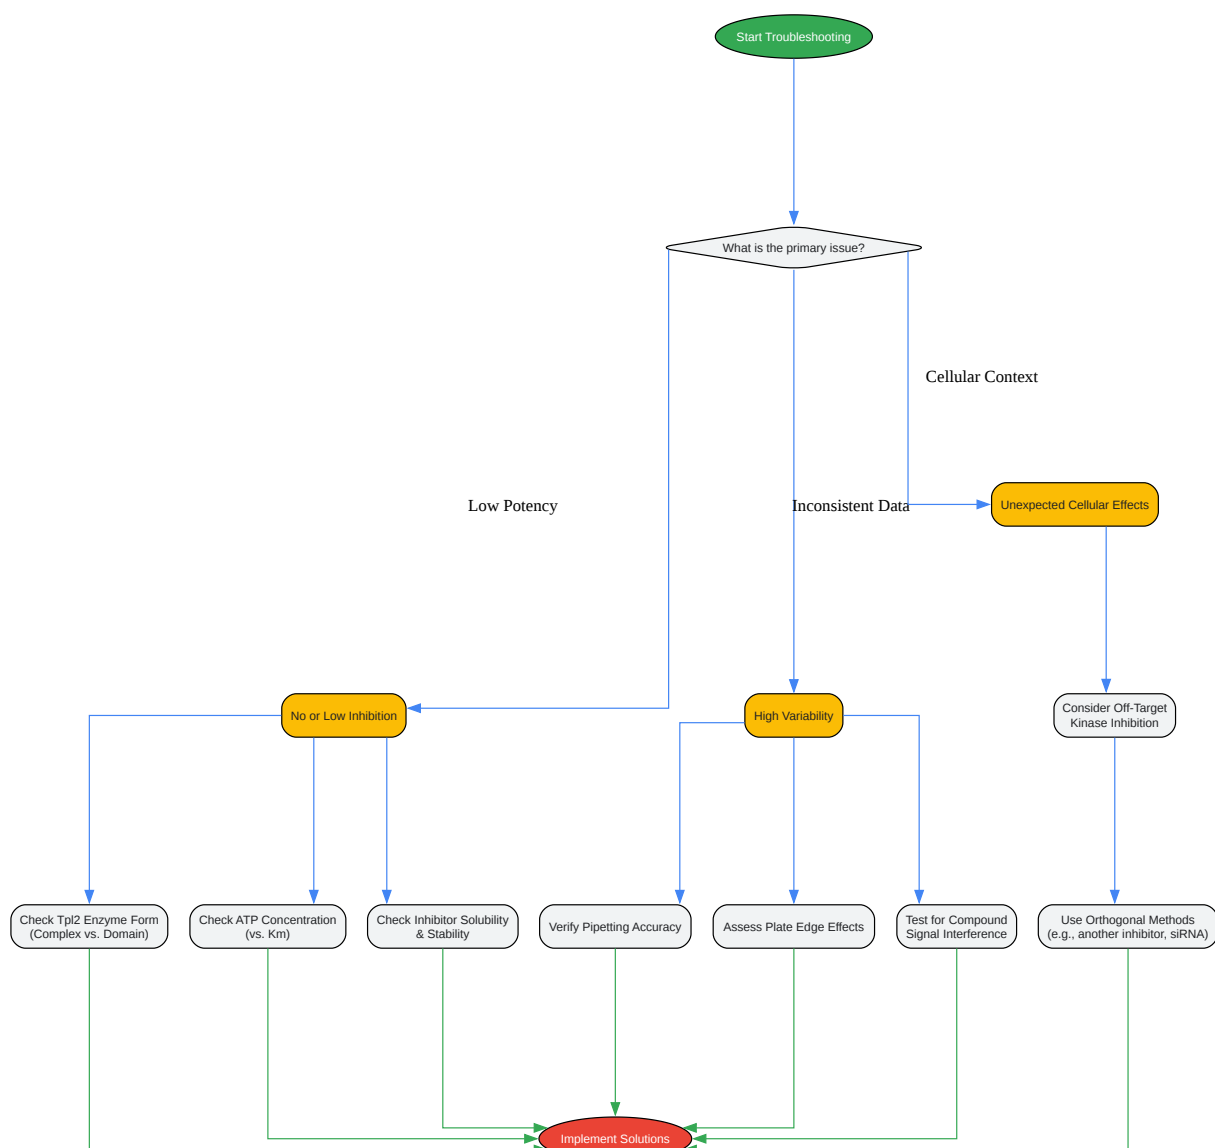 Start Troubleshooting
What is the primary issue?
Cellular Context
Low Potency
Inconsistent Data
Unexpected Cellular Effects
No or Low Inhibition
High Variability
Consider Off-Target
Kinase Inhibition
Check Tpl2 Enzyme Form
(Complex vs. Domain)
Check ATP Concentration
(vs. Km)
Check Inhibitor Solubility
& Stability
Verify Pipetting Accuracy
Assess Plate Edge Effects
Test for Compound
Signal Interference
Use Orthogonal Methods
(e.g., another inhibitor, siRNA)
Implement Solutions